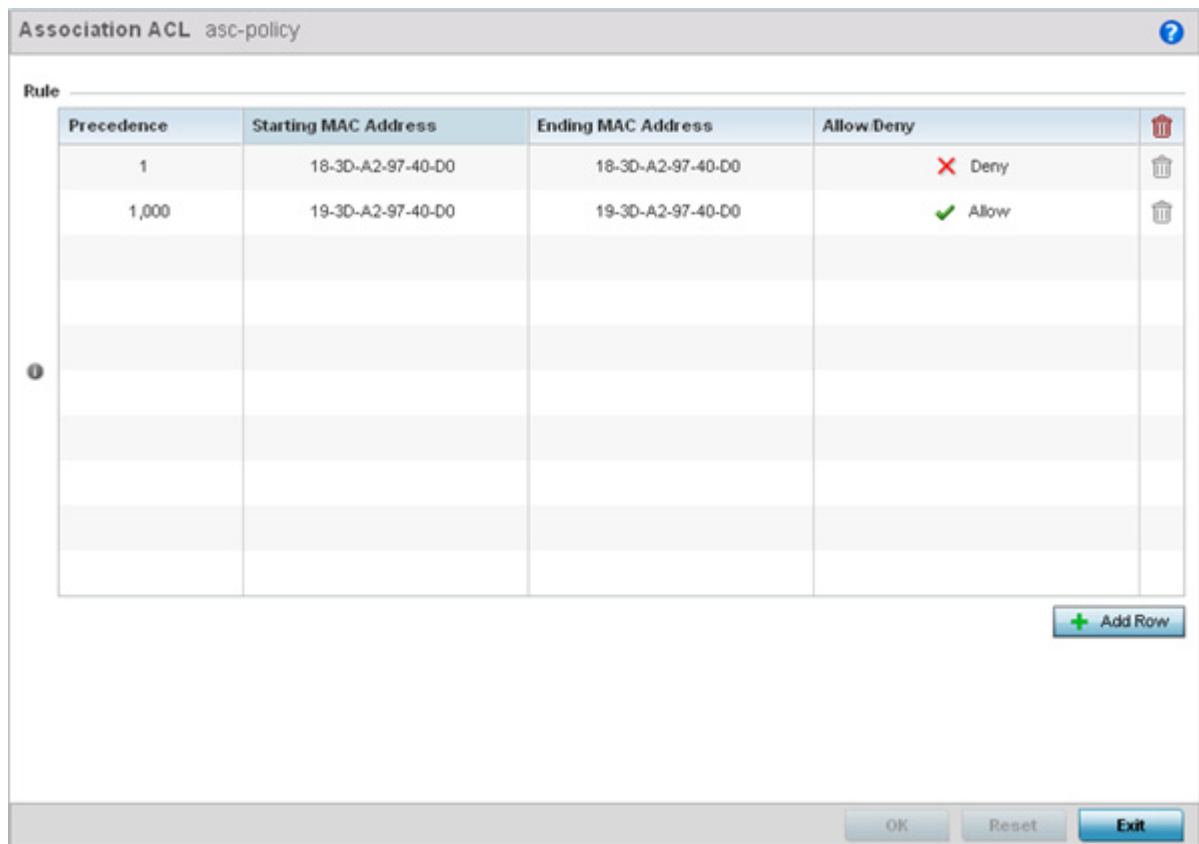 Association ACL asc-policy
?
Rule
Precedence Starting MAC Address Ending MAC Address Allow/Deny
1 18-3D-A2-97-40-D0 18-3D-A2-97-40-D0 Deny
1,000 19-3D-A2-97-40-D0 19-3D-A2-97-40-D0 Allow
i
+ Add Row
OK Reset Exit